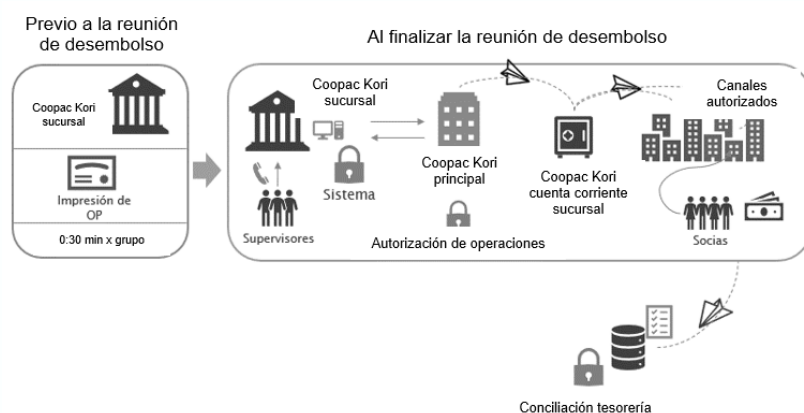 Previo a la reunión
de desembolso
Coopac Kori
sucursal
Impresión de
OP
0:30 min x grupo
Al finalizar la reunión de desembolso
Coopac Kori
sucursal
Sistema
Supervisores
Coopac Kori
principal
Autorización de operaciones
Coopac Kori
cuenta corriente
sucursal
Canales
autorizados
Socias
Conciliación tesorería